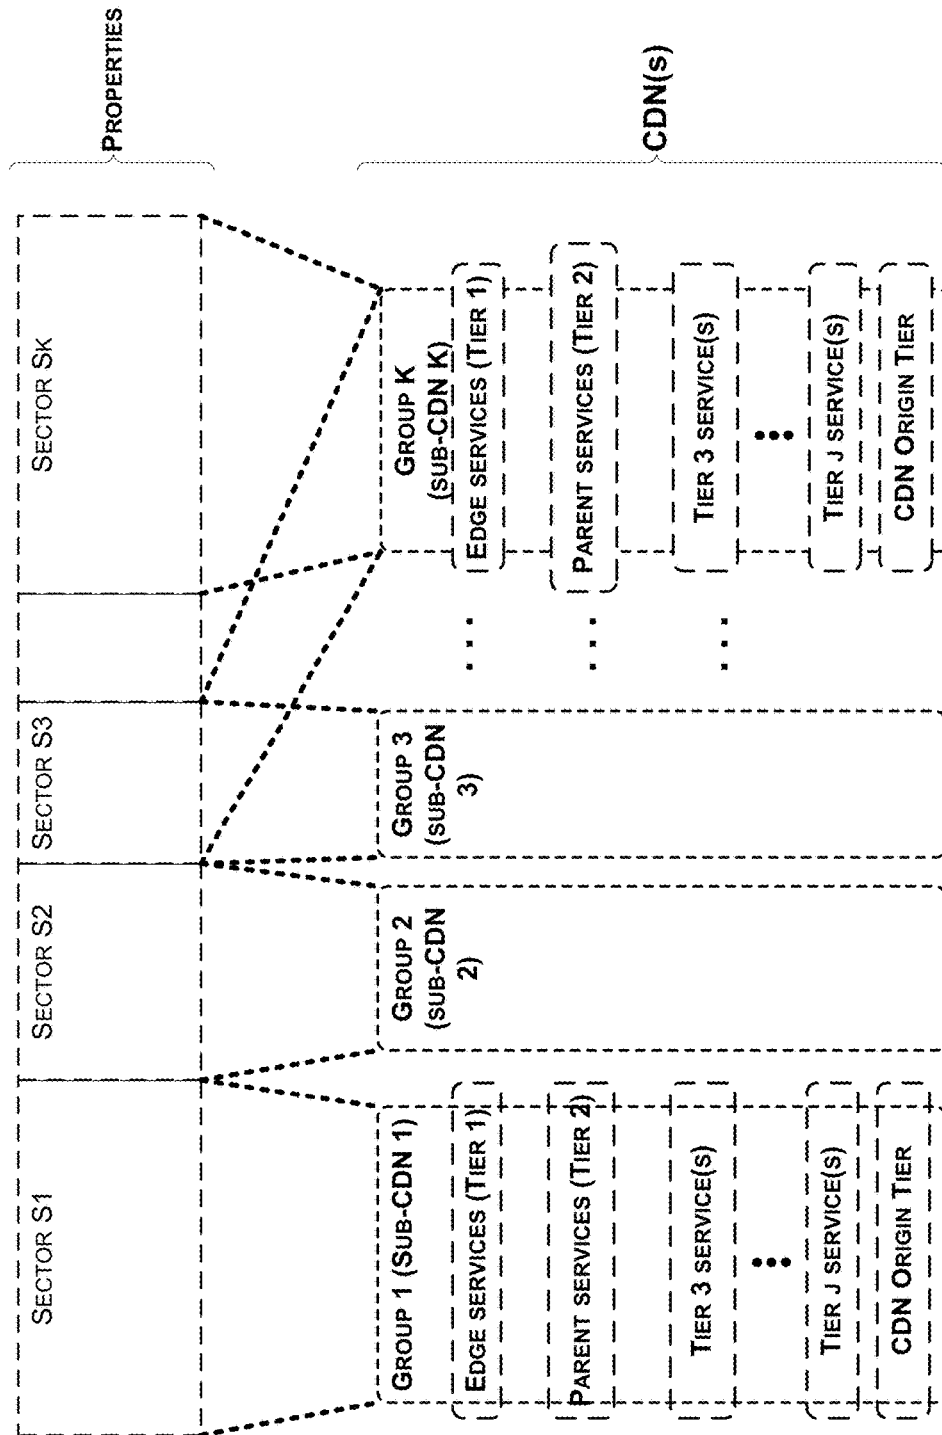 PROPERTIES
SECTOR S1
SECTOR S2
SECTOR S3
SECTOR SK
CDN(S)
GROUP 1 (SUB-CDN 1)
EDGE SERVICES (TIER 1)
PARENT SERVICES (TIER 2)
TIER 3 SERVICE(S)
•••
TIER J SERVICE(S)
CDN ORIGIN TIER
GROUP 2
(SUB-CDN
2)
GROUP 3
(SUB-CDN
3)
. . .
. . .
. . .
GROUP K
(SUB-CDN K)
EDGE SERVICES (TIER 1)
PARENT SERVICES (TIER 2)
TIER 3 SERVICE(S)
•••
TIER J SERVICE(S)
CDN ORIGIN TIER